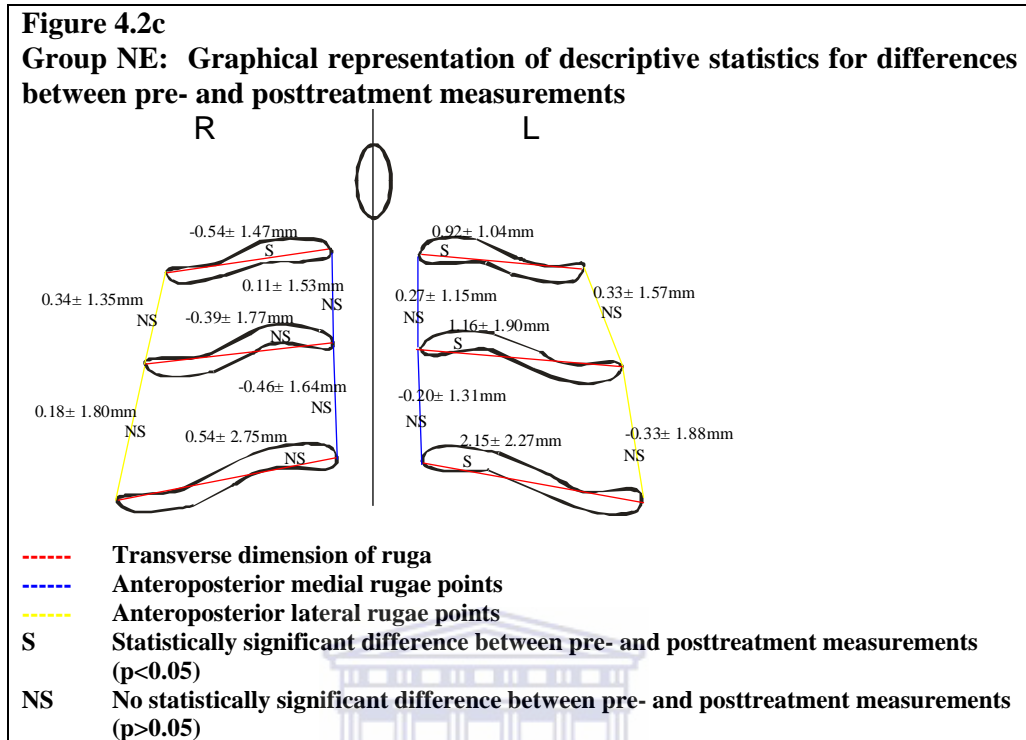 Figure 4.2c
Group NE: Graphical representation of descriptive statistics for differences
between pre- and posttreatment measurements
R L
-0.54± 1.47mm 0.92± 1.04mm
S S
0.34± 1.35mm 0.11± 1.53mm 0.27± 1.15mm 0.33± 1.57mm
NS NS NS NS
-0.39± 1.77mm 1.16± 1.90mm
NS S
0.18± 1.80mm -0.46± 1.64mm -0.20± 1.31mm -0.33± 1.88mm
NS NS NS NS
0.54± 2.75mm 2.15± 2.27mm
NS S
------ Transverse dimension of ruga
------ Anteroposterior medial rugae points
------ Anteroposterior lateral rugae points
S Statistically significant difference between pre- and posttreatment measurements
(p<0.05)
NS No statistically significant difference between pre- and posttreatment measurements
(p>0.05)